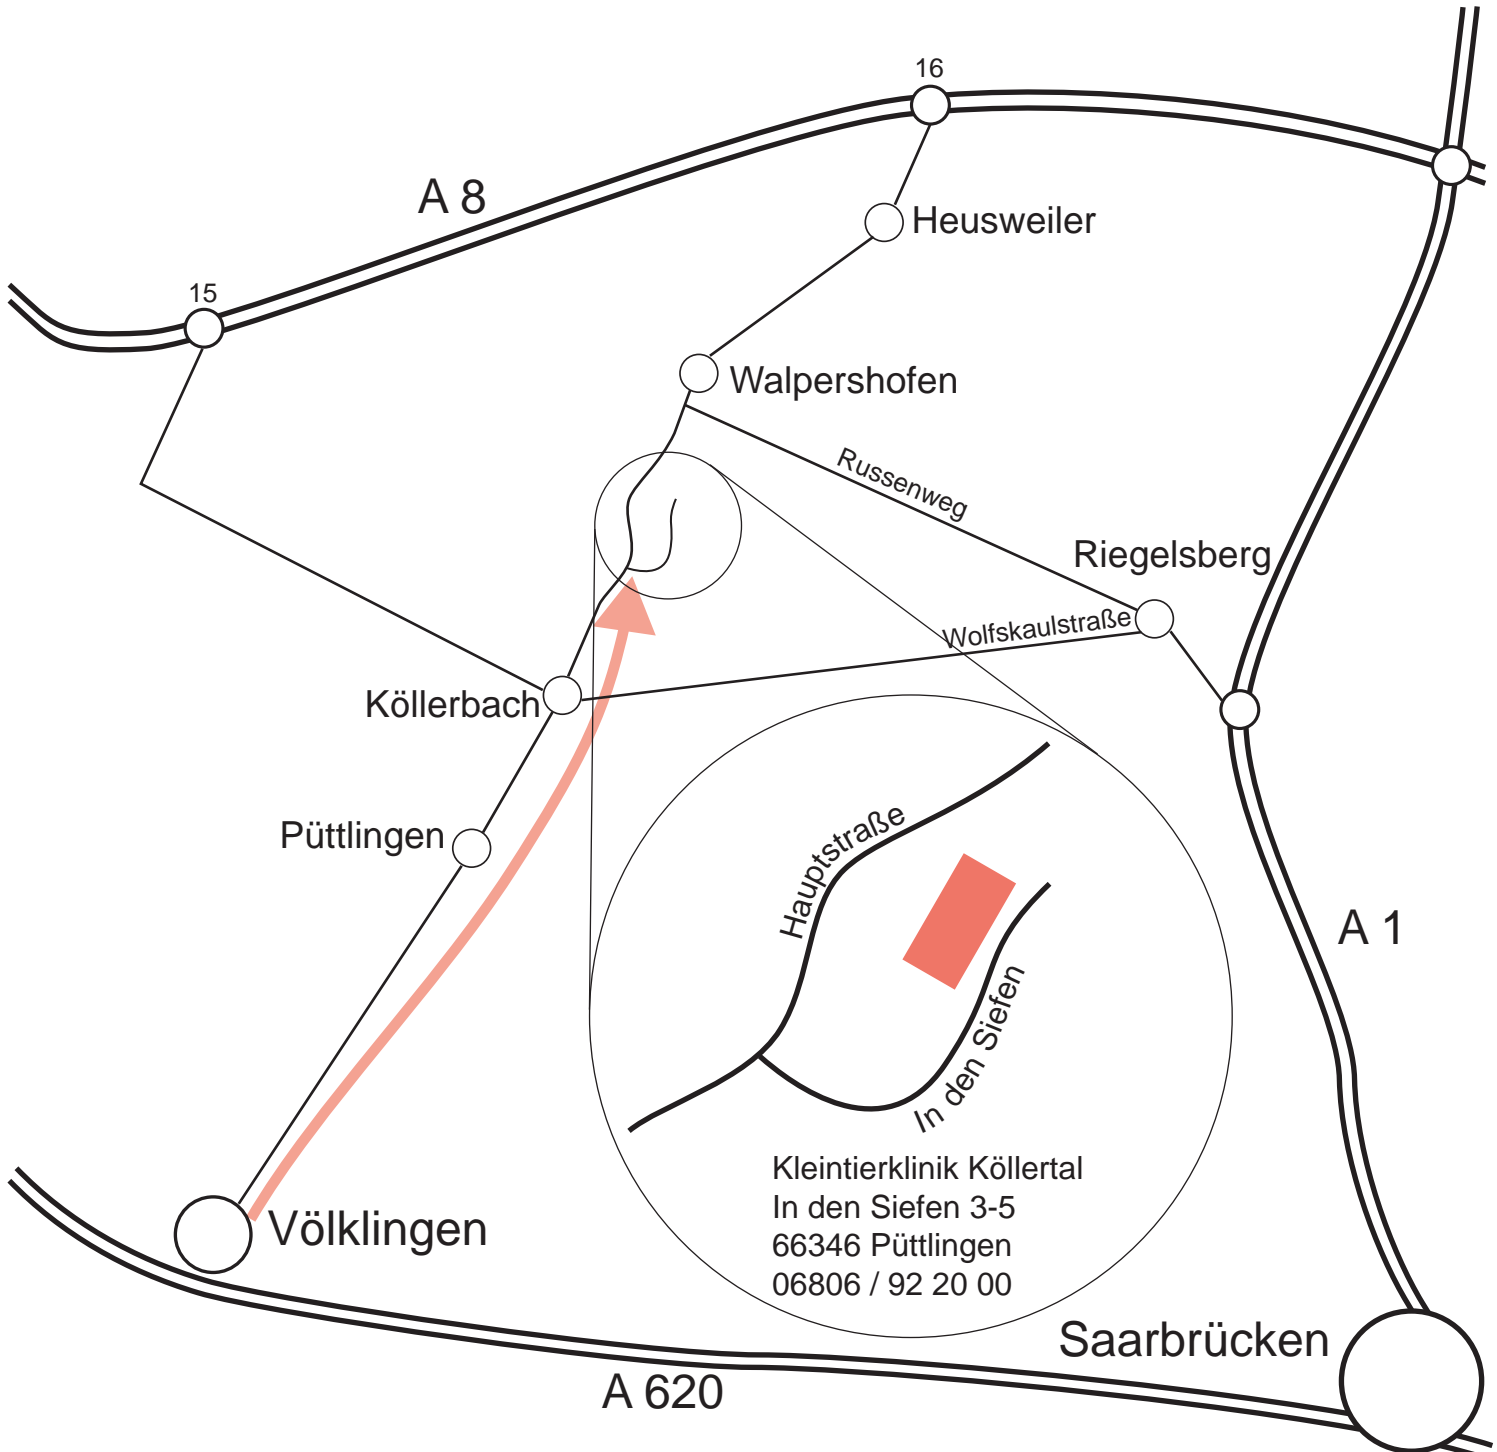 16
A 8
Heusweiler
15
Walpershofen
Russenweg
Riegelsberg
Wolfskaulstraße
Köllerbach
Püttlingen
Hauptstraße
A 1
In den Siefen
Kleintierklinik Köllertal
In den Siefen 3-5
66346 Püttlingen
06806 / 92 20 00
Völklingen
Saarbrücken
A 620